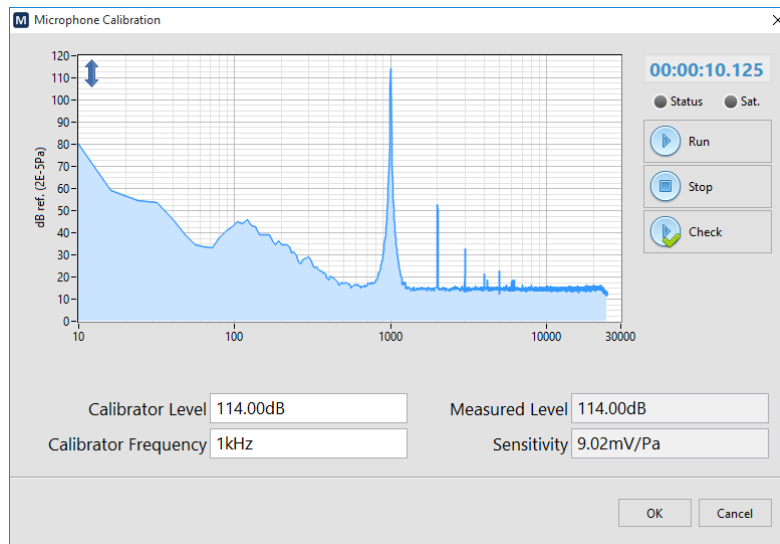 M Microphone Calibration
120
110
100
90
80
70
60
50
40
30
20
10
0
dB ref. (2E-5Pa)
10 100 1000 10000 30000
00:00:10.125
Status Sat.
Run
Stop
Check
Calibrator Level 114.00dB Measured Level 114.00dB
Calibrator Frequency 1kHz Sensitivity 9.02mV/Pa
OK Cancel